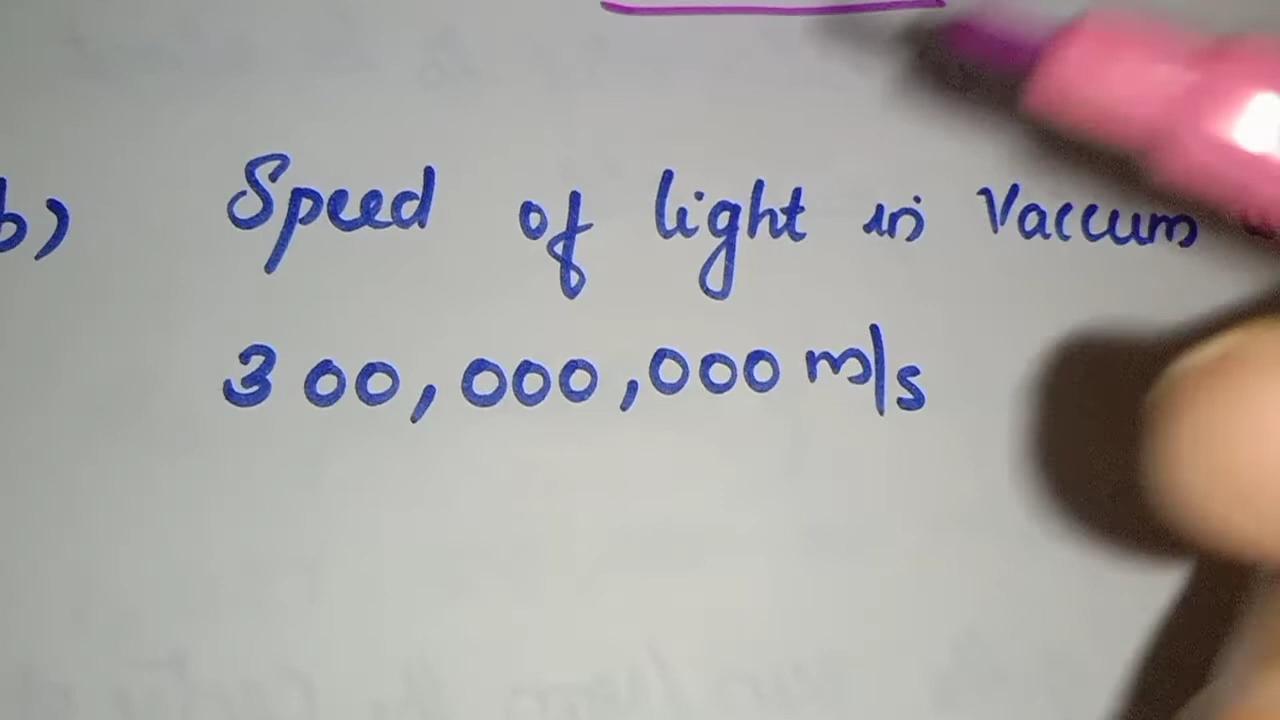 b) Speed of light in Vaccum
300,000,000 m/s